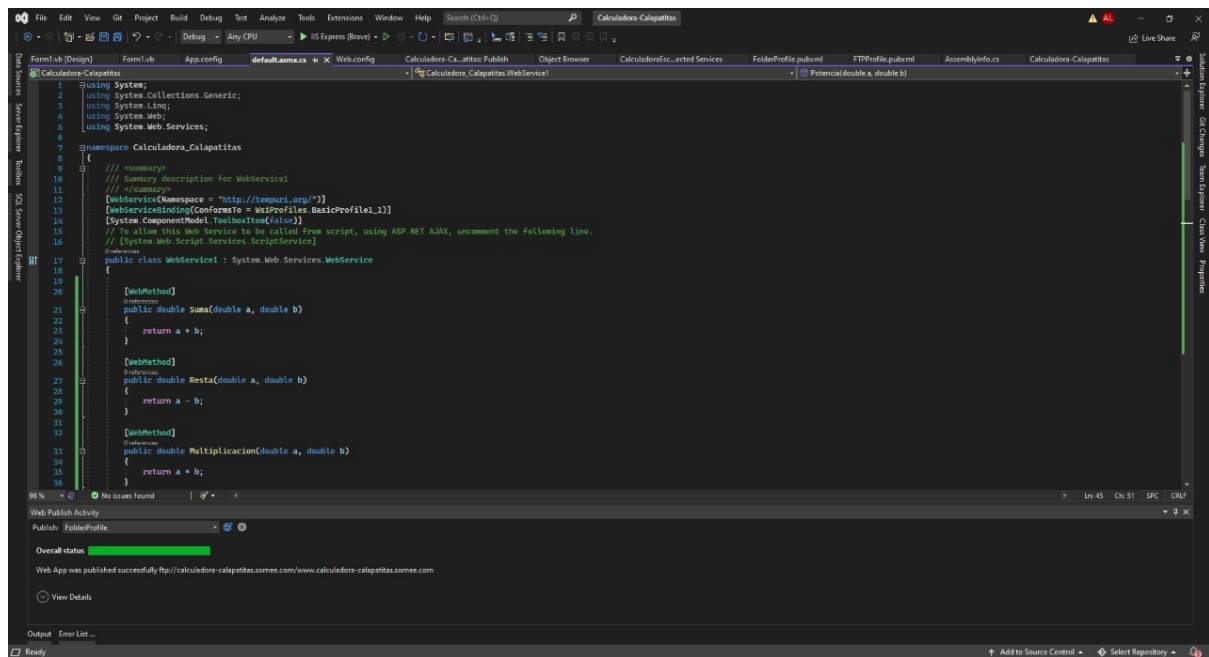 File Edit View Git Project Build Debug Test Analyze Tools Extensions Window Help Search (Ctrl+Q) Calculadora-Calapatitas AL
Debug Any CPU IIS Express (Brave) Live Share
Form1.vb [Design] Form1.vb App.config default.asmx.cs Web.config Calculadora-Ca...atitas: Publish Object Browser CalculadoraEsc...ected Services FolderProfile.pubxml FTPProfile.pubxml AssemblyInfo.cs Calculadora-Calapatitas
Calculadora-Calapatitas Calculadora_Calapatitas.WebService1 Potencia(double a, double b)
Data Sources Server Explorer Toolbox SQL Server Object Explorer
1 using System;
2 using System.Collections.Generic;
3 using System.Linq;
4 using System.Web;
5 using System.Web.Services;
6
7 namespace Calculadora_Calapatitas
8 {
9 /// <summary>
10 /// Summary description for WebService1
11 /// </summary>
12 [WebService(Namespace = "http://tempuri.org/")]
13 [WebServiceBinding(ConformsTo = WsiProfiles.BasicProfile1_1)]
14 [System.ComponentModel.ToolboxItem(false)]
15 // To allow this Web Service to be called from script, using ASP.NET AJAX, uncomment the following line.
16 // [System.Web.Script.Services.ScriptService]
0 references
17 public class WebService1 : System.Web.Services.WebService
18 {
19
20 [WebMethod]
0 references
21 public double Suma(double a, double b)
22 {
23 return a + b;
24 }
25
26 [WebMethod]
0 references
27 public double Resta(double a, double b)
28 {
29 return a - b;
30 }
31
32 [WebMethod]
0 references
33 public double Multiplicacion(double a, double b)
34 {
35 return a * b;
36 }
Solution Explorer Git Changes Team Explorer Class View Properties
98 % No issues found Ln: 45 Ch: 51 SPC CRLF
Web Publish Activity
Publish: FolderProfile
Overall status
Web App was published successfully ftp://calculadora-calapatitas.somee.com/www.calculadora-calapatitas.somee.com
View Details
Output Error List ...
Ready Add to Source Control Select Repository